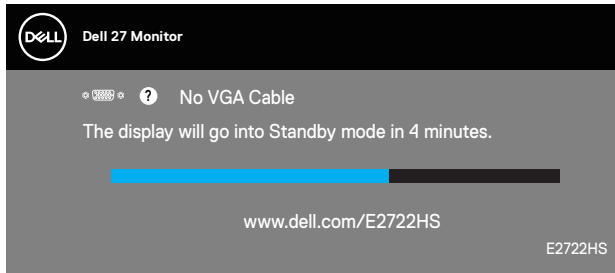 DELL
Dell 27 Monitor
? No VGA Cable
The display will go into Standby mode in 4 minutes.
www.dell.com/E2722HS
E2722HS